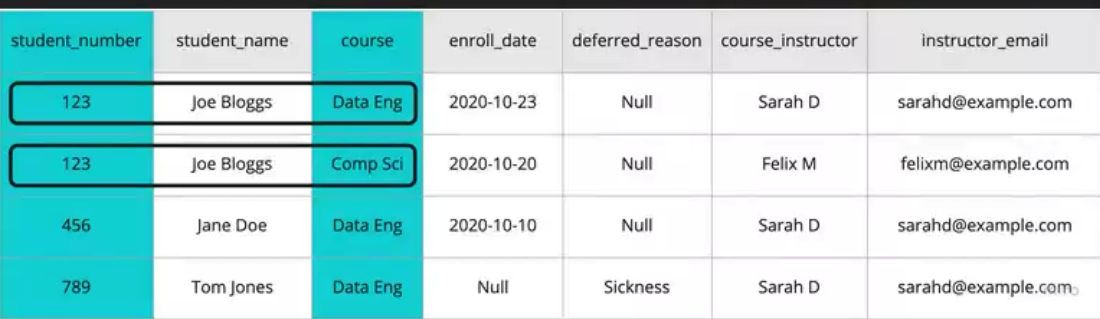 student_number student_name course enroll_date deferred_reason course_instructor instructor_email
123 Joe Bloggs Data Eng 2020-10-23 Null Sarah D sarahd@example.com
123 Joe Bloggs Comp Sci 2020-10-20 Null Felix M felixm@example.com
456 Jane Doe Data Eng 2020-10-10 Null Sarah D sarahd@example.com
789 Tom Jones Data Eng Null Sickness Sarah D sarahd@example.com